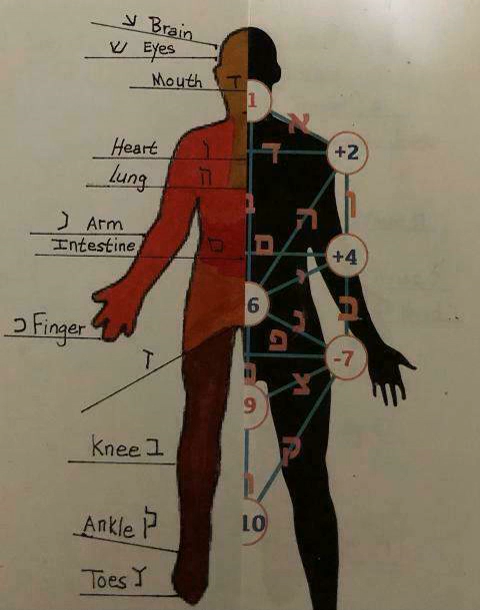 Brain
ש Eyes
Mouth
1
א
Heart ו
ד
+2
Lung
ה
ו
Arm
Intestine ם
ם
+4
י
6
ב
נ
כ Finger
פ
-7
צ
9
Knee ב
ק
Ankle ק
10
Toes